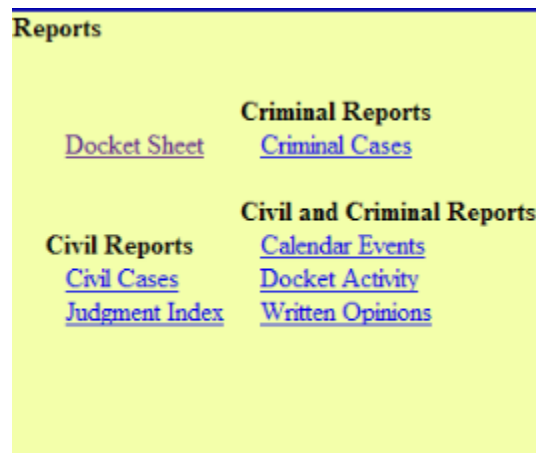 Reports
Criminal Reports
Docket Sheet Criminal Cases
Civil and Criminal Reports
Civil Reports Calendar Events
Civil Cases Docket Activity
Judgment Index Written Opinions